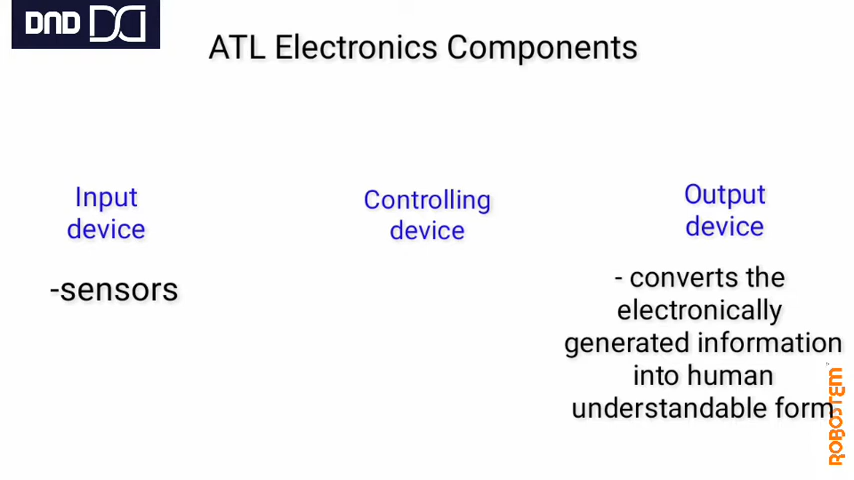 DND
ATL Electronics Components
Input
device
-sensors
Controlling
device
Output
device
- converts the
electronically
generated information
into human
understandable form
ROBOSTEM